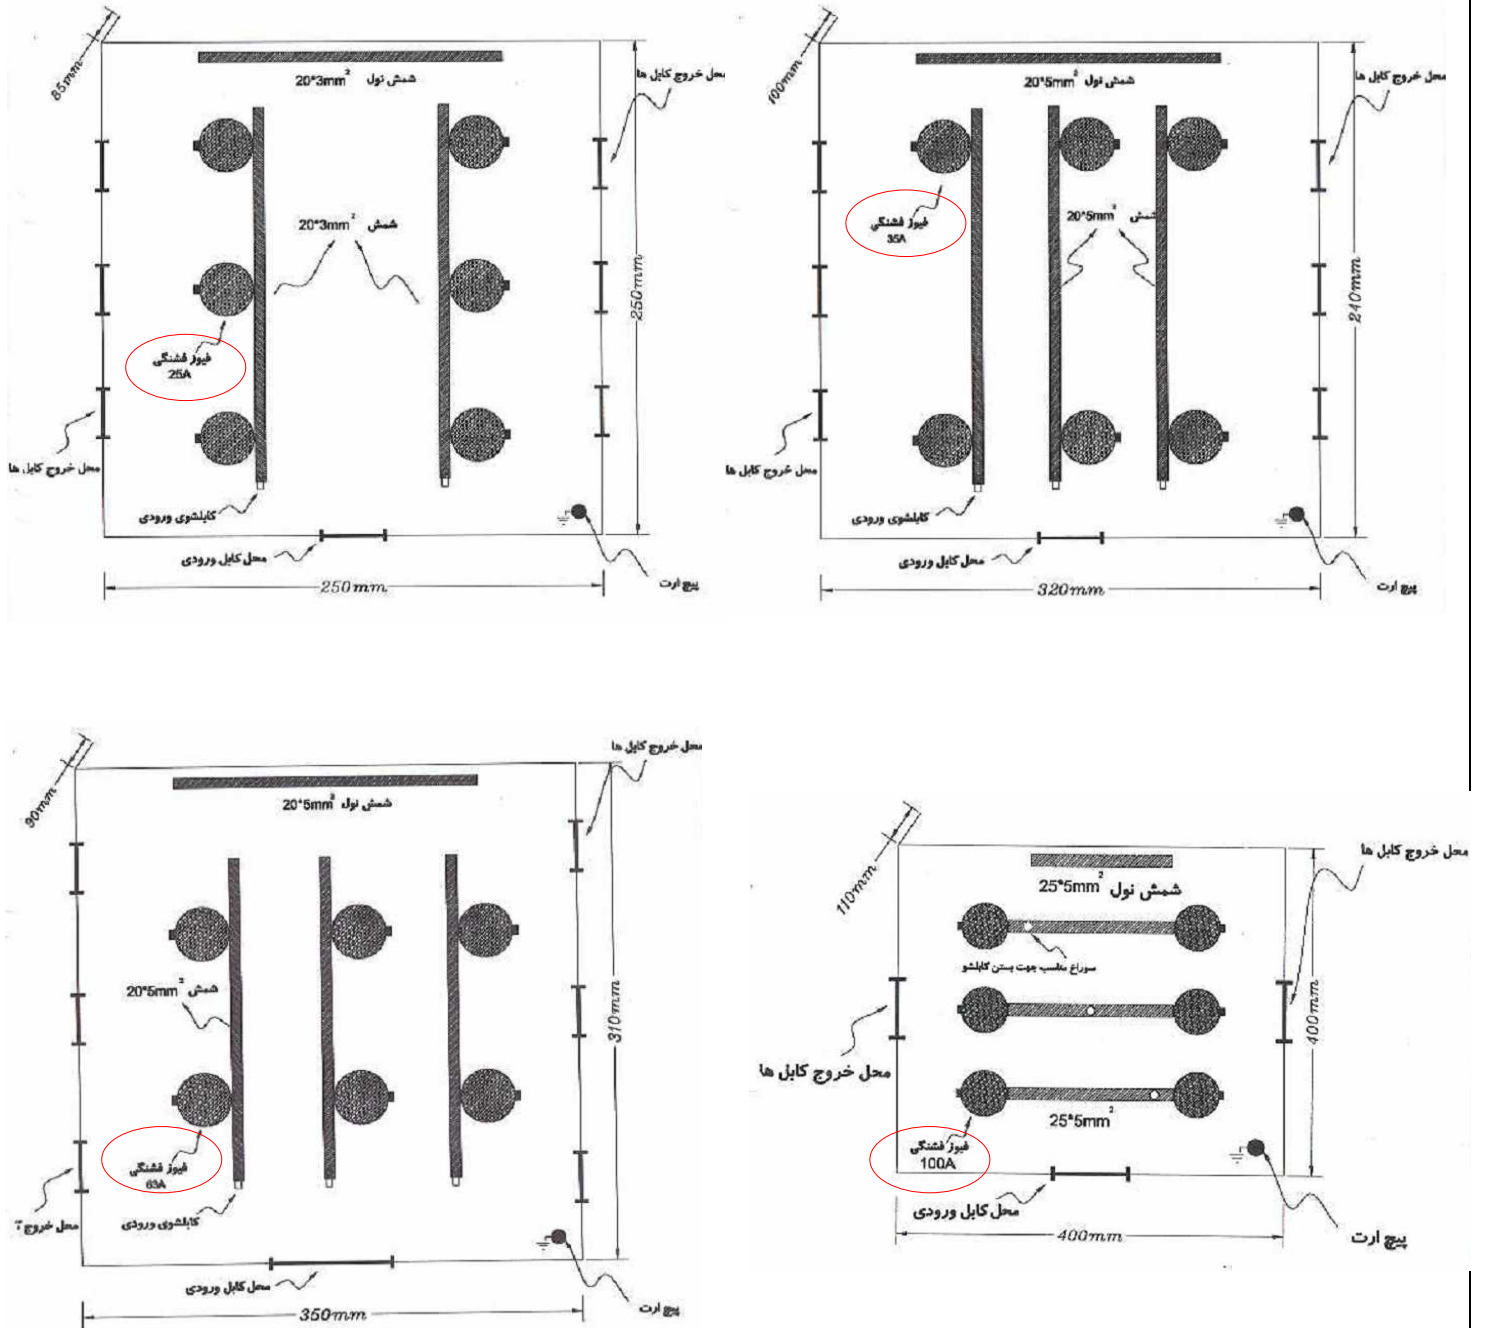 85mm
شمش نول 20*3mm²
محل خروج کابل ها
شمش 20*3mm²
250mm
فیوز فشنگی
25A
محل خروج کابل ها
کابلشوی ورودی
محل کابل ورودی
پیچ ارت
250mm
100mm
شمش نول 20*5mm²
محل خروج کابل ها
فیوز فشنگی
35A
شمش 20*5mm²
240mm
محل خروج کابل ها
کابلشوی ورودی
محل کابل ورودی
پیچ ارت
320mm
90mm
محل خروج کابل ها
شمش نول 20*5mm²
شمش 20*5mm²
310mm
فیوز فشنگی
63A
محل خروج
کابلشوی ورودی
محل کابل ورودی
پیچ ارت
350mm
110mm
محل خروج کابل ها
شمش نول 25*5mm²
سوراخ مناسب جهت بستن کابلشو
400mm
محل خروج کابل ها
25*5mm²
فیوز فشنگی
100A
محل کابل ورودی
پیچ ارت
400mm